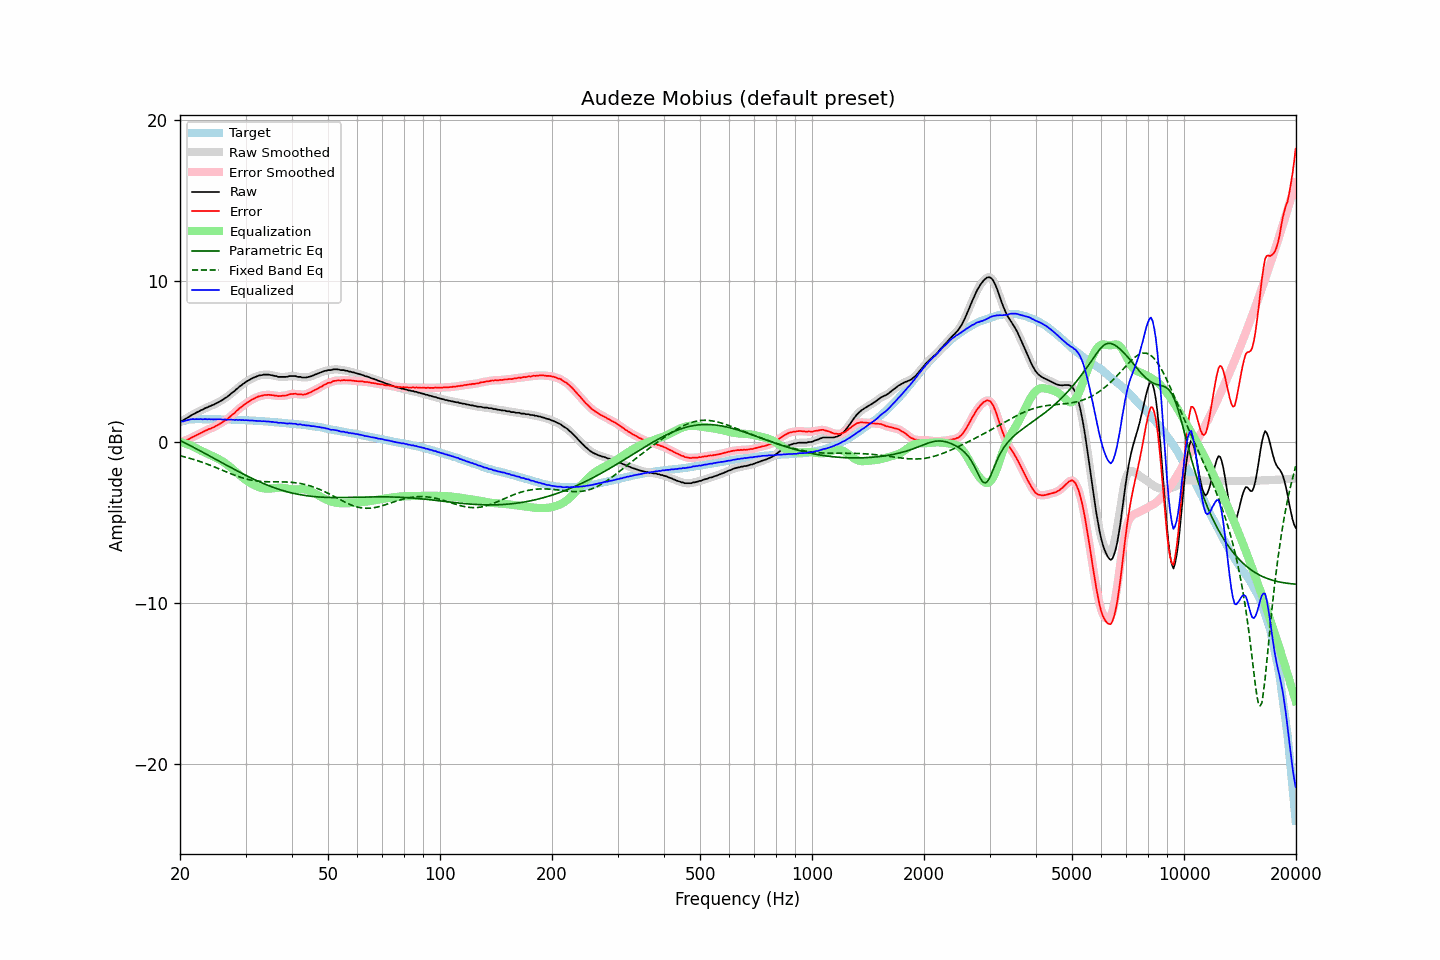 Audeze Mobius (default preset)
Target
Raw Smoothed
Error Smoothed
Raw
Error
Equalization
Parametric Eq
Fixed Band Eq
Equalized
20
10
0
−10
−20
Amplitude (dBr)
20 50 100 200 500 1000 2000 5000 10000 20000
Frequency (Hz)